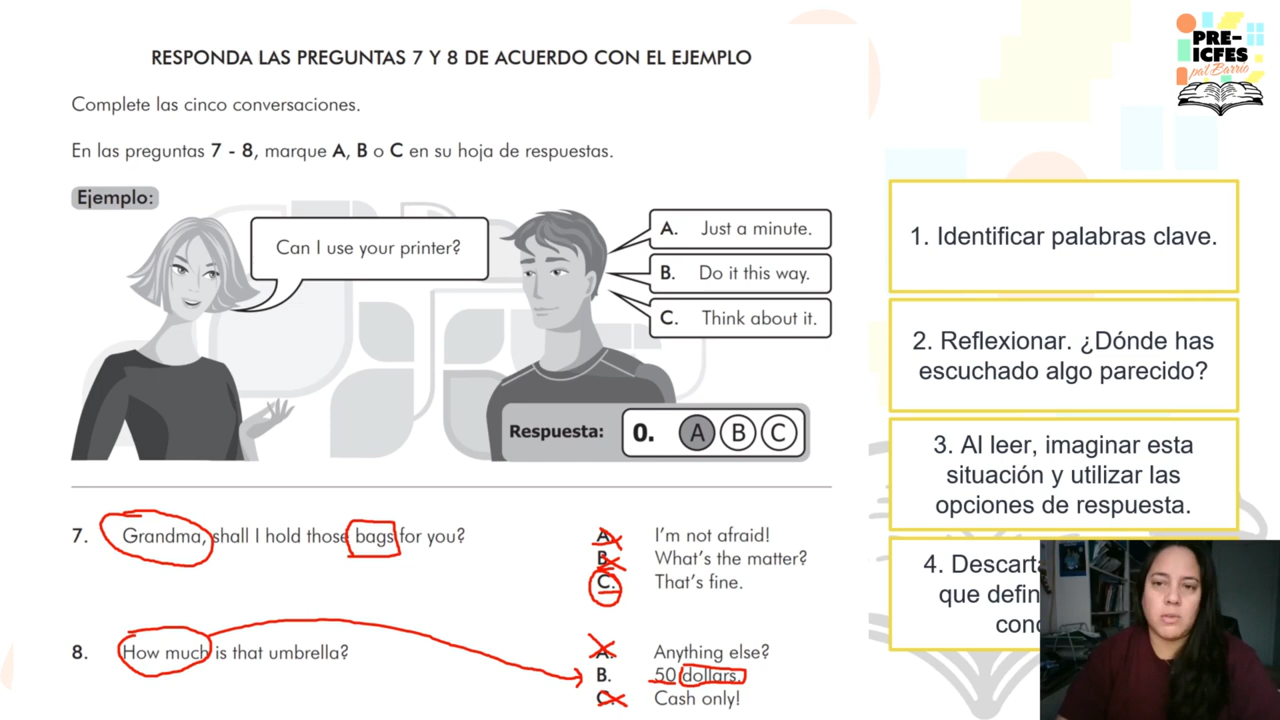 RESPONDA LAS PREGUNTAS 7 Y 8 DE ACUERDO CON EL EJEMPLO
Complete las cinco conversaciones.
En las preguntas 7 - 8, marque A, B o C en su hoja de respuestas.
Ejemplo:
Can I use your printer?
A. Just a minute.
B. Do it this way.
C. Think about it.
Respuesta: 0. A B C
7. Grandma, shall I hold those bags for you?
A. I'm not afraid!
B. What's the matter?
C. That's fine.
8. How much is that umbrella?
A. Anything else?
B. 50 dollars.
C. Cash only!
PRE-
ICFES
pal Barrio
1. Identificar palabras clave.
2. Reflexionar. ¿Dónde has
escuchado algo parecido?
3. Al leer, imaginar esta
situación y utilizar las
opciones de respuesta.
4.
que